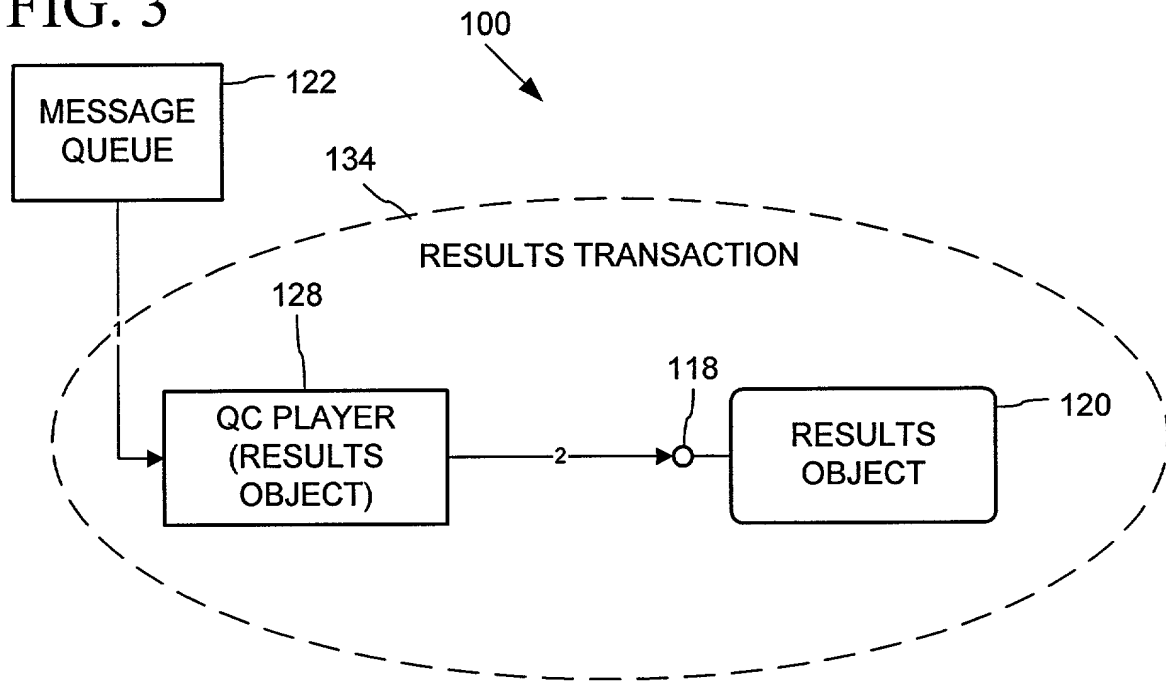 FIG. 3
100
MESSAGE
QUEUE
122
134
RESULTS TRANSACTION
128
QC PLAYER
(RESULTS
OBJECT)
1
2
118
RESULTS
OBJECT
120